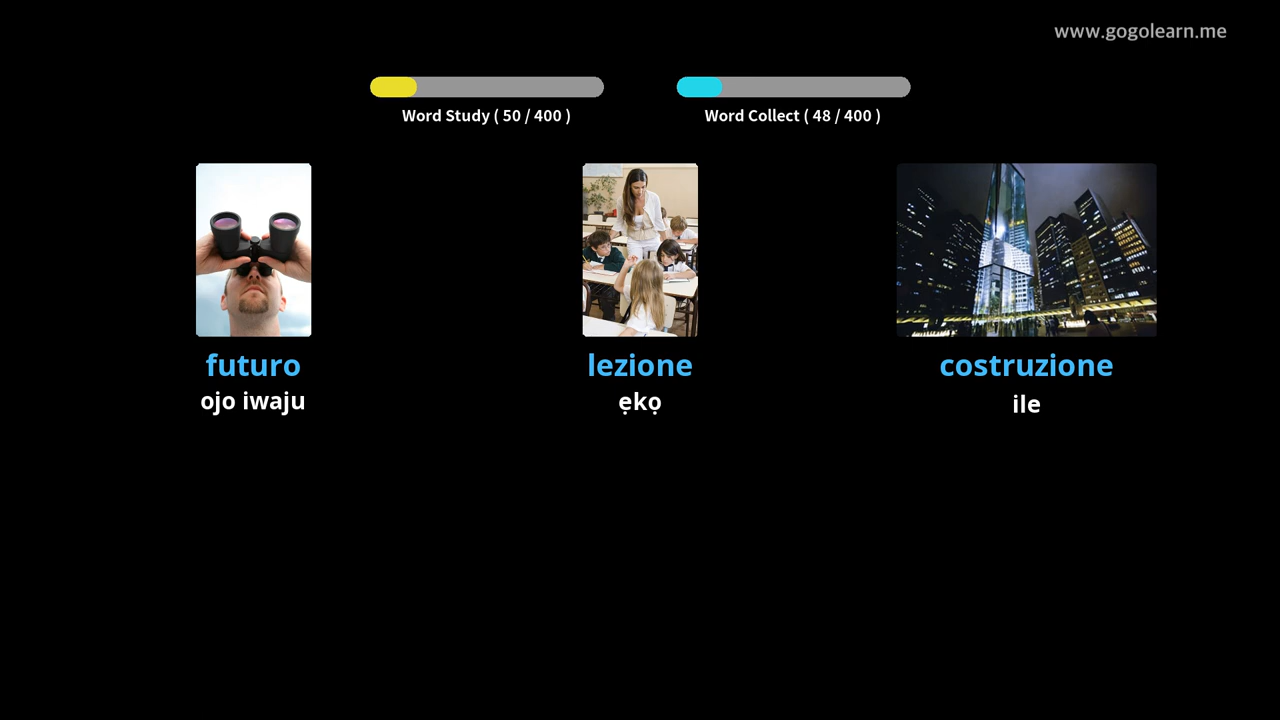 www.gogolearn.me
Word Study ( 50 / 400 )
Word Collect ( 48 / 400 )
futuro
ojo iwaju
lezione
ẹkọ
costruzione
ile